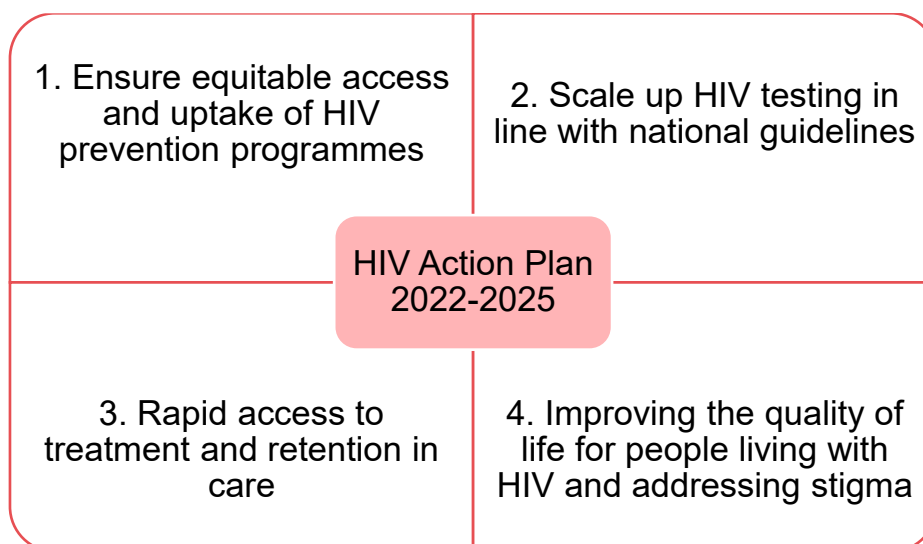 1. Ensure equitable access
and uptake of HIV
prevention programmes
2. Scale up HIV testing in
line with national guidelines
HIV Action Plan
2022-2025
3. Rapid access to
treatment and retention in
care
4. Improving the quality of
life for people living with
HIV and addressing stigma